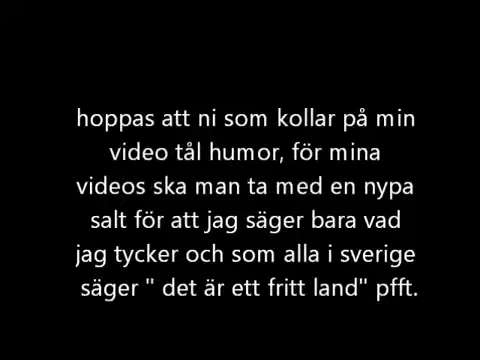 hoppas att ni som kollar på min
video tål humor, för mina
videos ska man ta med en nypa
salt för att jag säger bara vad
jag tycker och som alla i sverige
säger " det är ett fritt land" pfft.